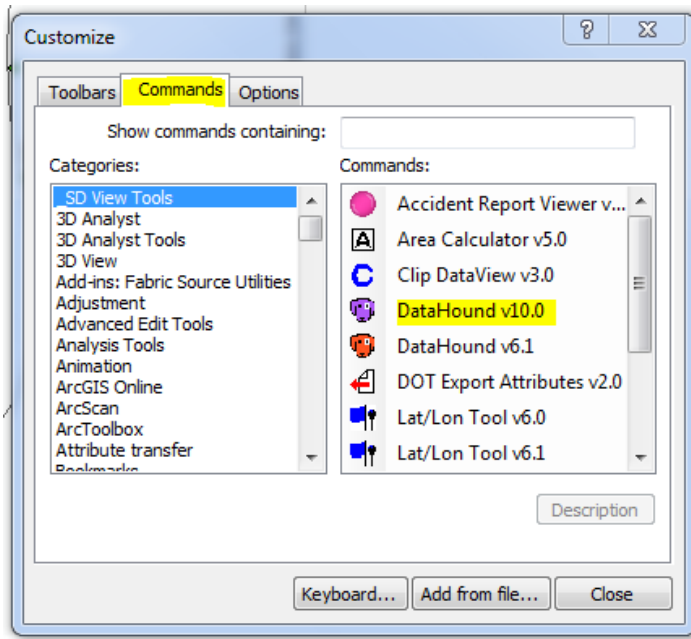 Customize
Toolbars Commands Options
Show commands containing:
Categories:
_SD View Tools
3D Analyst
3D Analyst Tools
3D View
Add-ins: Fabric Source Utilities
Adjustment
Advanced Edit Tools
Analysis Tools
Animation
ArcGIS Online
ArcScan
ArcToolbox
Attribute transfer
Bookmarks
Commands:
Accident Report Viewer v...
A Area Calculator v5.0
C Clip DataView v3.0
DataHound v10.0
DataHound v6.1
DOT Export Attributes v2.0
Lat/Lon Tool v6.0
Lat/Lon Tool v6.1
Description
Keyboard... Add from file... Close